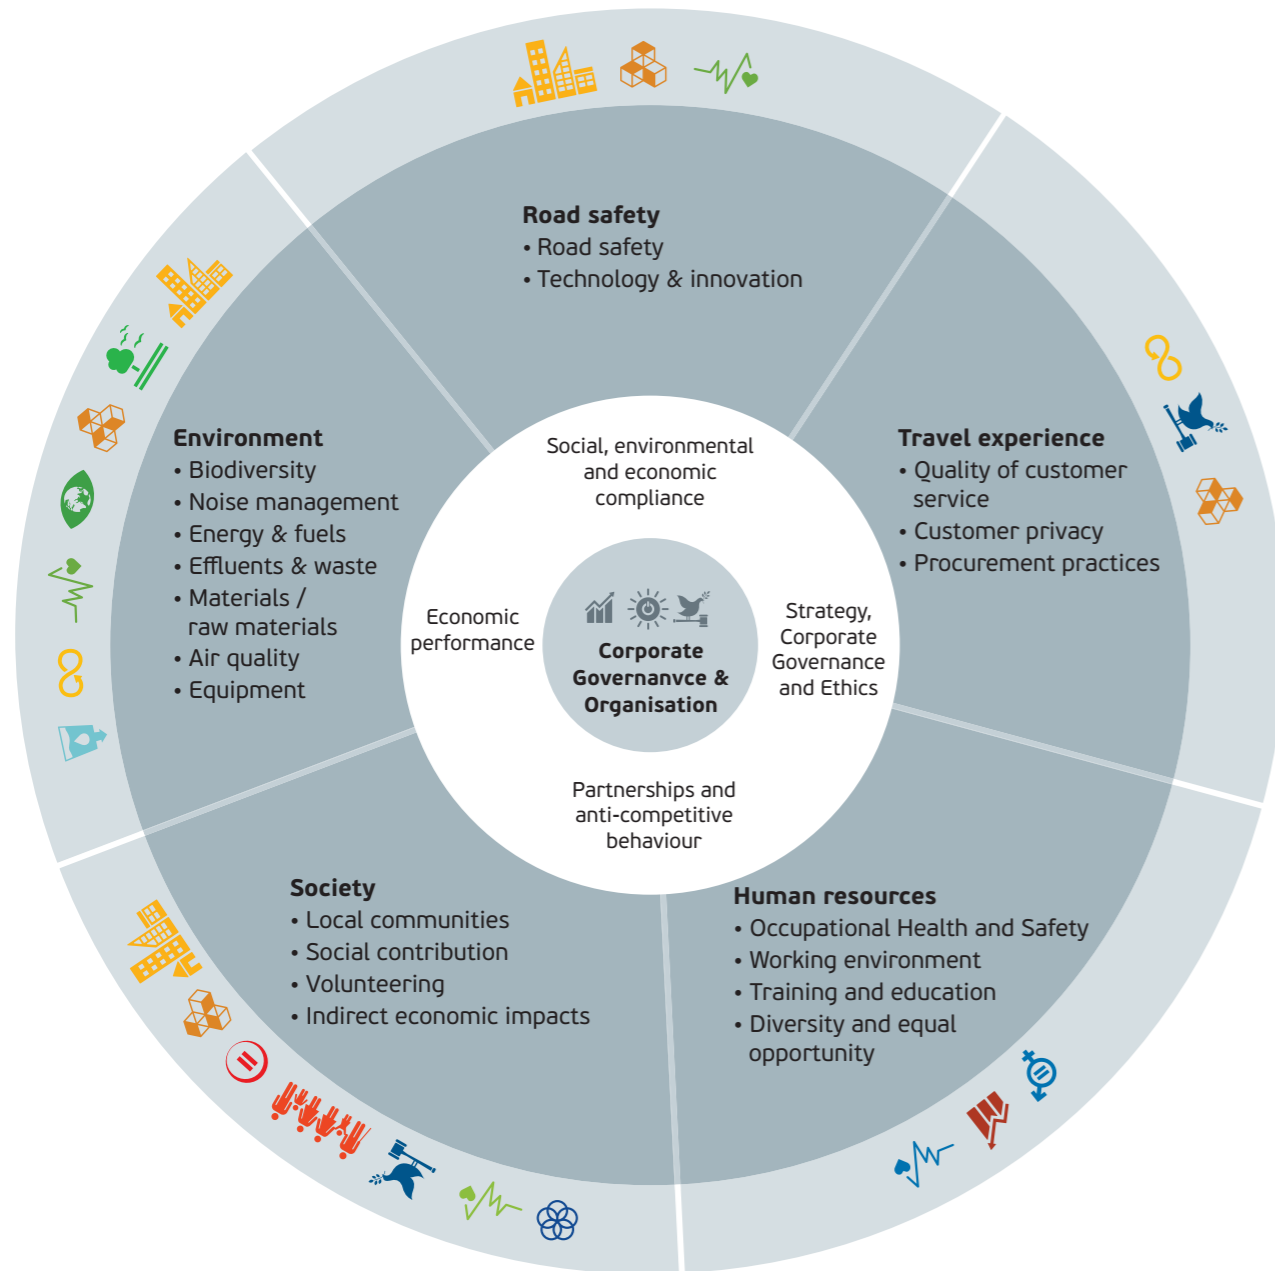 Road safety
• Road safety
• Technology & innovation
Travel experience
• Quality of customer
service
• Customer privacy
• Procurement practices
Environment
• Biodiversity
• Noise management
• Energy & fuels
• Effluents & waste
• Materials /
raw materials
• Air quality
• Equipment
Social, environmental
and economic
compliance
Economic
performance
Corporate
Governanvce &
Organisation
Strategy,
Corporate
Governance
and Ethics
Partnerships and
anti-competitive
behaviour
Society
• Local communities
• Social contribution
• Volunteering
• Indirect economic impacts
Human resources
• Occupational Health and Safety
• Working environment
• Training and education
• Diversity and equal
opportunity